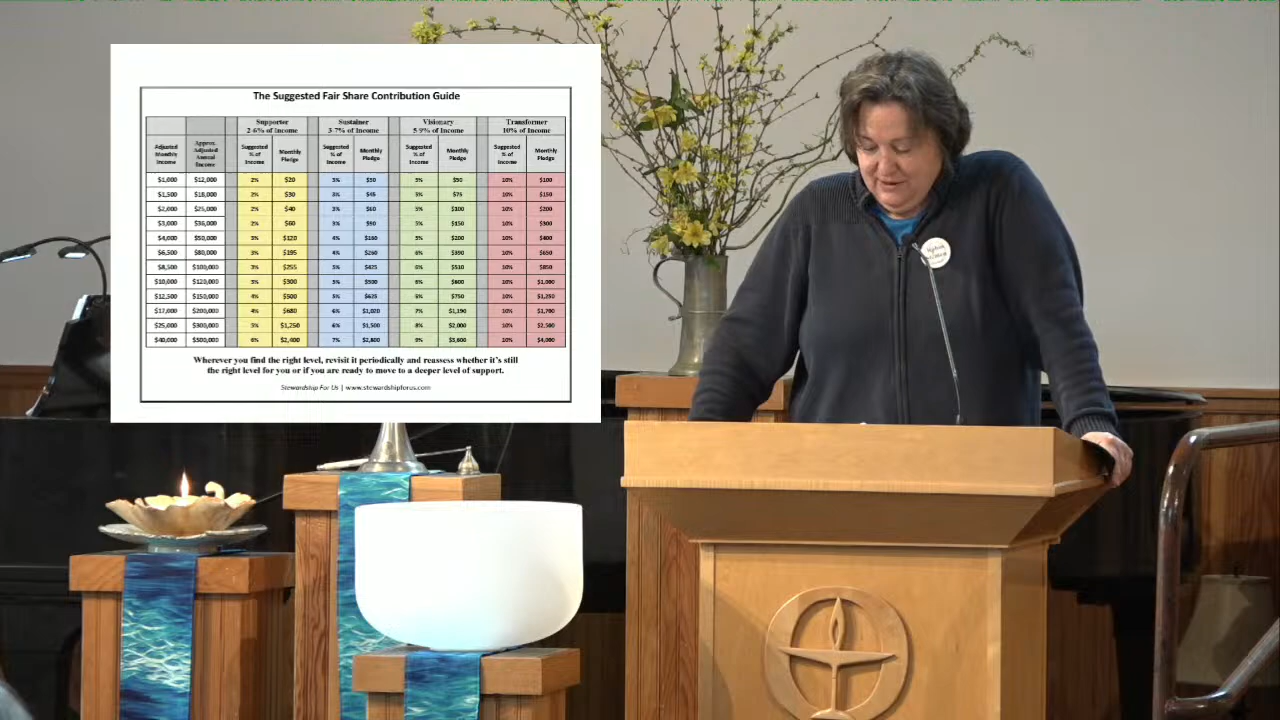 The Suggested Fair Share Contribution Guide
Supporter Sustainer Visionary Transformer
2-6% of Income 3-7% of Income 5-9% of Income 10% of Income
Adjusted Monthly Income Approx. Adjusted Annual Income Suggested % of Income Monthly Pledge Suggested % of Income Monthly Pledge Suggested % of Income Monthly Pledge Suggested % of Income Monthly Pledge
$1,000 $12,000 2% $20 3% $30 5% $50 10% $100
$1,500 $18,000 2% $30 3% $45 5% $75 10% $150
$2,000 $25,000 2% $40 3% $60 5% $100 10% $200
$3,000 $36,000 2% $60 3% $90 5% $150 10% $300
$4,000 $50,000 3% $120 4% $160 5% $200 10% $400
$6,500 $80,000 3% $195 4% $260 6% $390 10% $650
$8,500 $100,000 3% $255 5% $425 6% $510 10% $850
$10,000 $120,000 3% $300 5% $500 6% $600 10% $1,000
$12,500 $150,000 4% $500 5% $625 6% $750 10% $1,250
$17,000 $200,000 4% $680 6% $1,020 7% $1,190 10% $1,700
$25,000 $300,000 5% $1,250 6% $1,500 8% $2,000 10% $2,500
$40,000 $500,000 6% $2,400 7% $2,800 9% $3,600 10% $4,000
Wherever you find the right level, revisit it periodically and reassess whether it's still
the right level for you or if you are ready to move to a deeper level of support.
Stewardship For Us | www.stewardshipforus.com